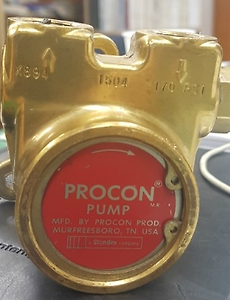 1504
PROCON®
PUMP
MFD. BY PROCON PROD.
MURFREESBORO, TN USA